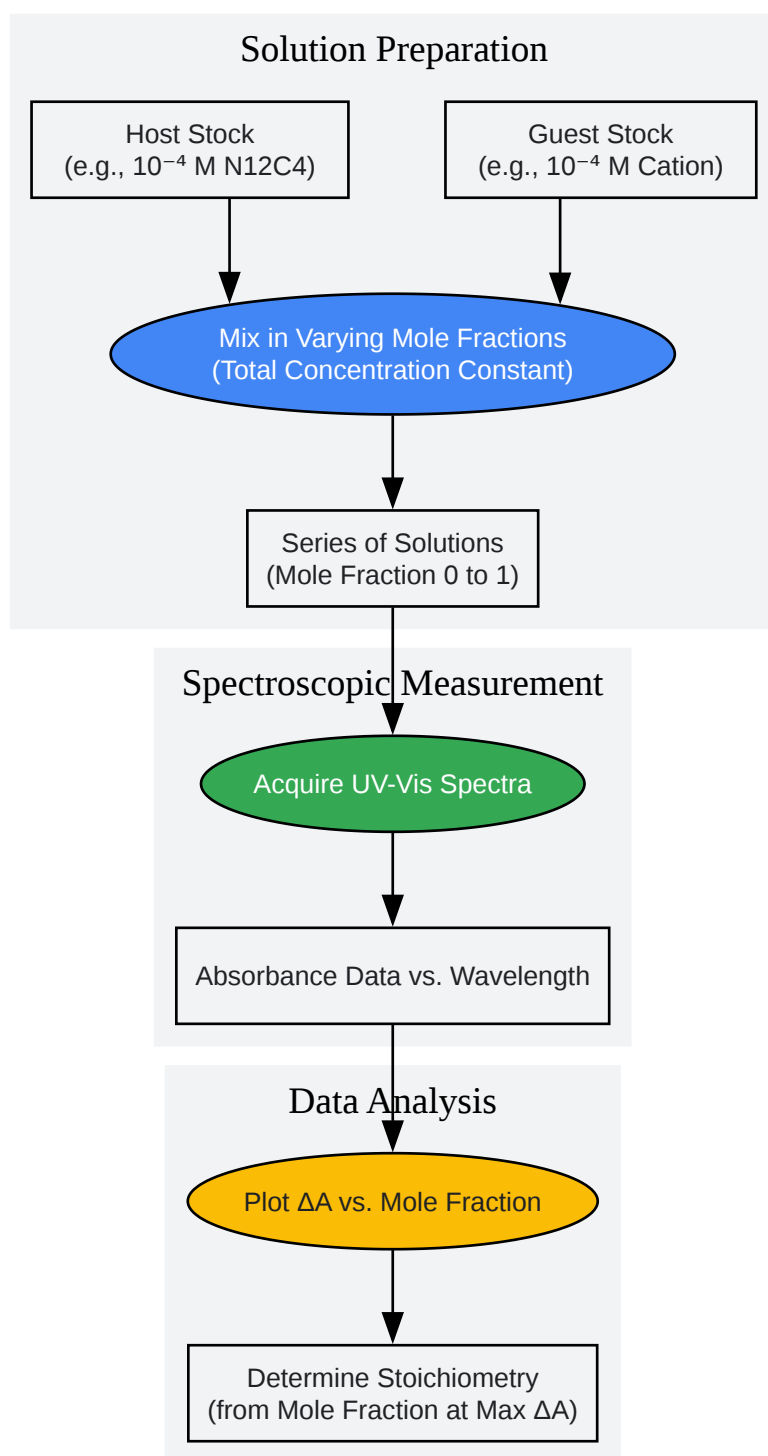 Solution Preparation
Host Stock
(e.g., 10⁻⁴ M N12C4)
Guest Stock
(e.g., 10⁻⁴ M Cation)
Mix in Varying Mole Fractions
(Total Concentration Constant)
Series of Solutions
(Mole Fraction 0 to 1)
Spectroscopic Measurement
Acquire UV-Vis Spectra
Absorbance Data vs. Wavelength
Data Analysis
Plot ΔA vs. Mole Fraction
Determine Stoichiometry
(from Mole Fraction at Max ΔA)